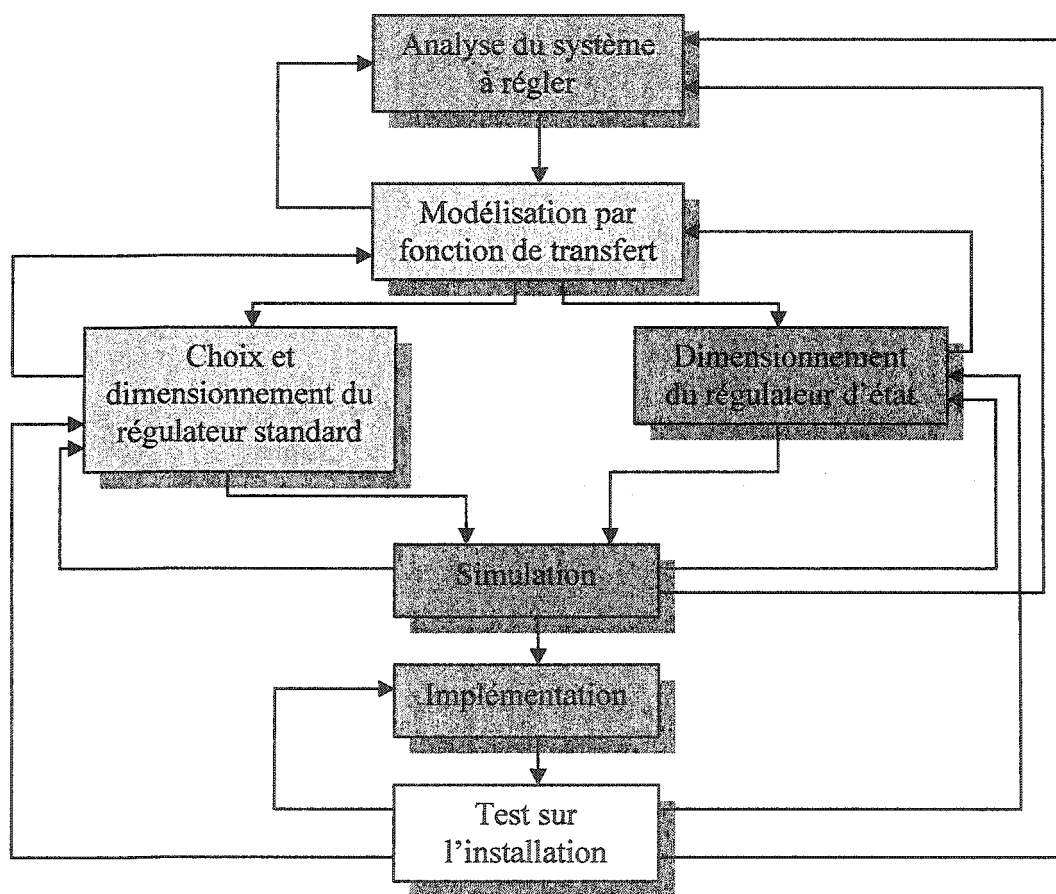 Analyse du système
à régler
Modélisation par
fonction de transfert
Choix et
dimensionnement du
régulateur standard
Dimensionnement
du régulateur d'état
Simulation
Implémentation
Test sur
l'installation